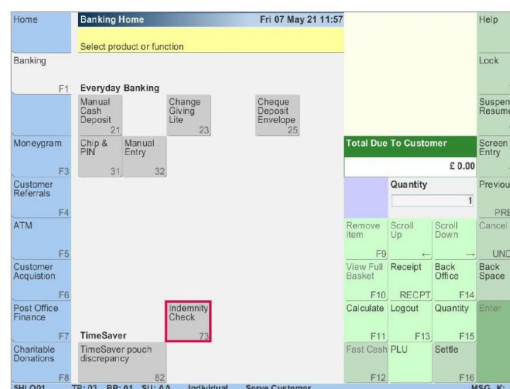 Home
Banking Home
Fri 07 May 21 11:57
Help
Select product or function
Banking
F1
Lock
Everyday Banking
Manual Cash Deposit
21
Change Giving Lite
23
Cheque Deposit Envelope
25
Moneygram
F3
Chip & PIN
31
Manual Entry
32
Total Due To Customer
£ 0.00
Screen Entry
Customer Referrals
F4
Quantity
1
ATM
F5
Remove Item
F9
Scroll Up
←
Scroll Down
→
Cancel
Customer Acquistion
F6
View Full Basket
F10
Receipt
RECPT
Back Office
F14
Back Space
Post Office Finance
F7
Indemnity Check
73
Calculate
F11
Logout
F13
Quantity
F15
Enter
TimeSaver
Charitable Donations
F8
TimeSaver pouch discrepancy
82
Fast Cash
F12
PLU
Settle
F16
Individual
Serve Customer